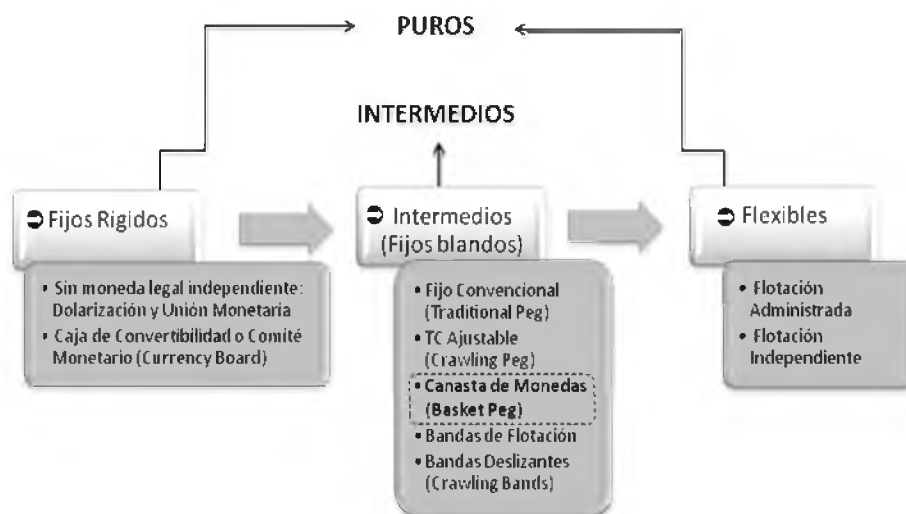 PUROS
INTERMEDIOS
➲ Fijos Rigidos
• Sin moneda legal independiente:
Dolarización y Unión Monetaria
• Caja de Convertibilidad o Comité
Monetario (Currency Board)
➲ Intermedios
(Fijos blandos)
• Fijo Convencional
(Traditional Peg)
• TC Ajustable
(Crawling Peg)
• Canasta de Monedas
(Basket Peg)
• Bandas de Flotación
• Bandas Deslizantes
(Crawling Bands)
➲ Flexibles
• Flotación
Administrada
• Flotación
Independiente